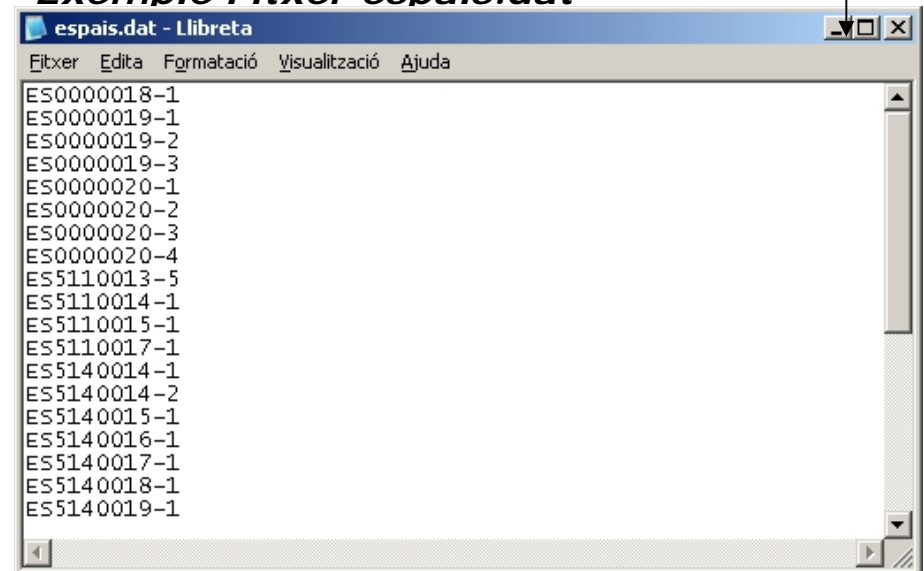 Exemple Fitxer espais.dat
espais.dat - Llibreta
Fitxer Edita Formatació Visualització Ajuda
ES0000018-1
ES0000019-1
ES0000019-2
ES0000019-3
ES0000020-1
ES0000020-2
ES0000020-3
ES0000020-4
ES5110013-5
ES5110014-1
ES5110015-1
ES5110017-1
ES5140014-1
ES5140014-2
ES5140015-1
ES5140016-1
ES5140017-1
ES5140018-1
ES5140019-1